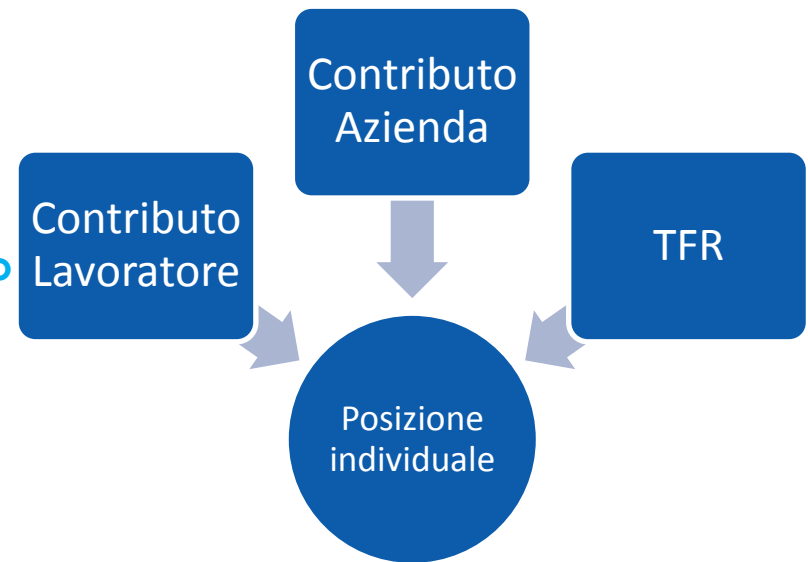 Contributo
Azienda
Contributo
Lavoratore
TFR
Posizione
individuale